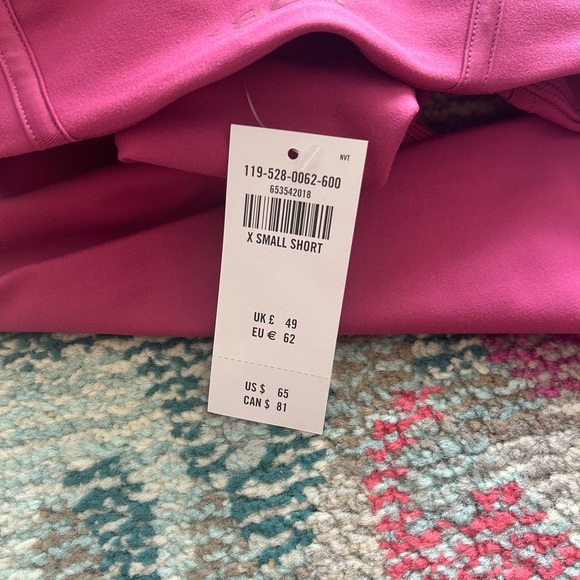 NVT
119-528-0062-600
653542018
X SMALL SHORT
UK £ 49
EU € 62
US $ 65
CAN $ 81